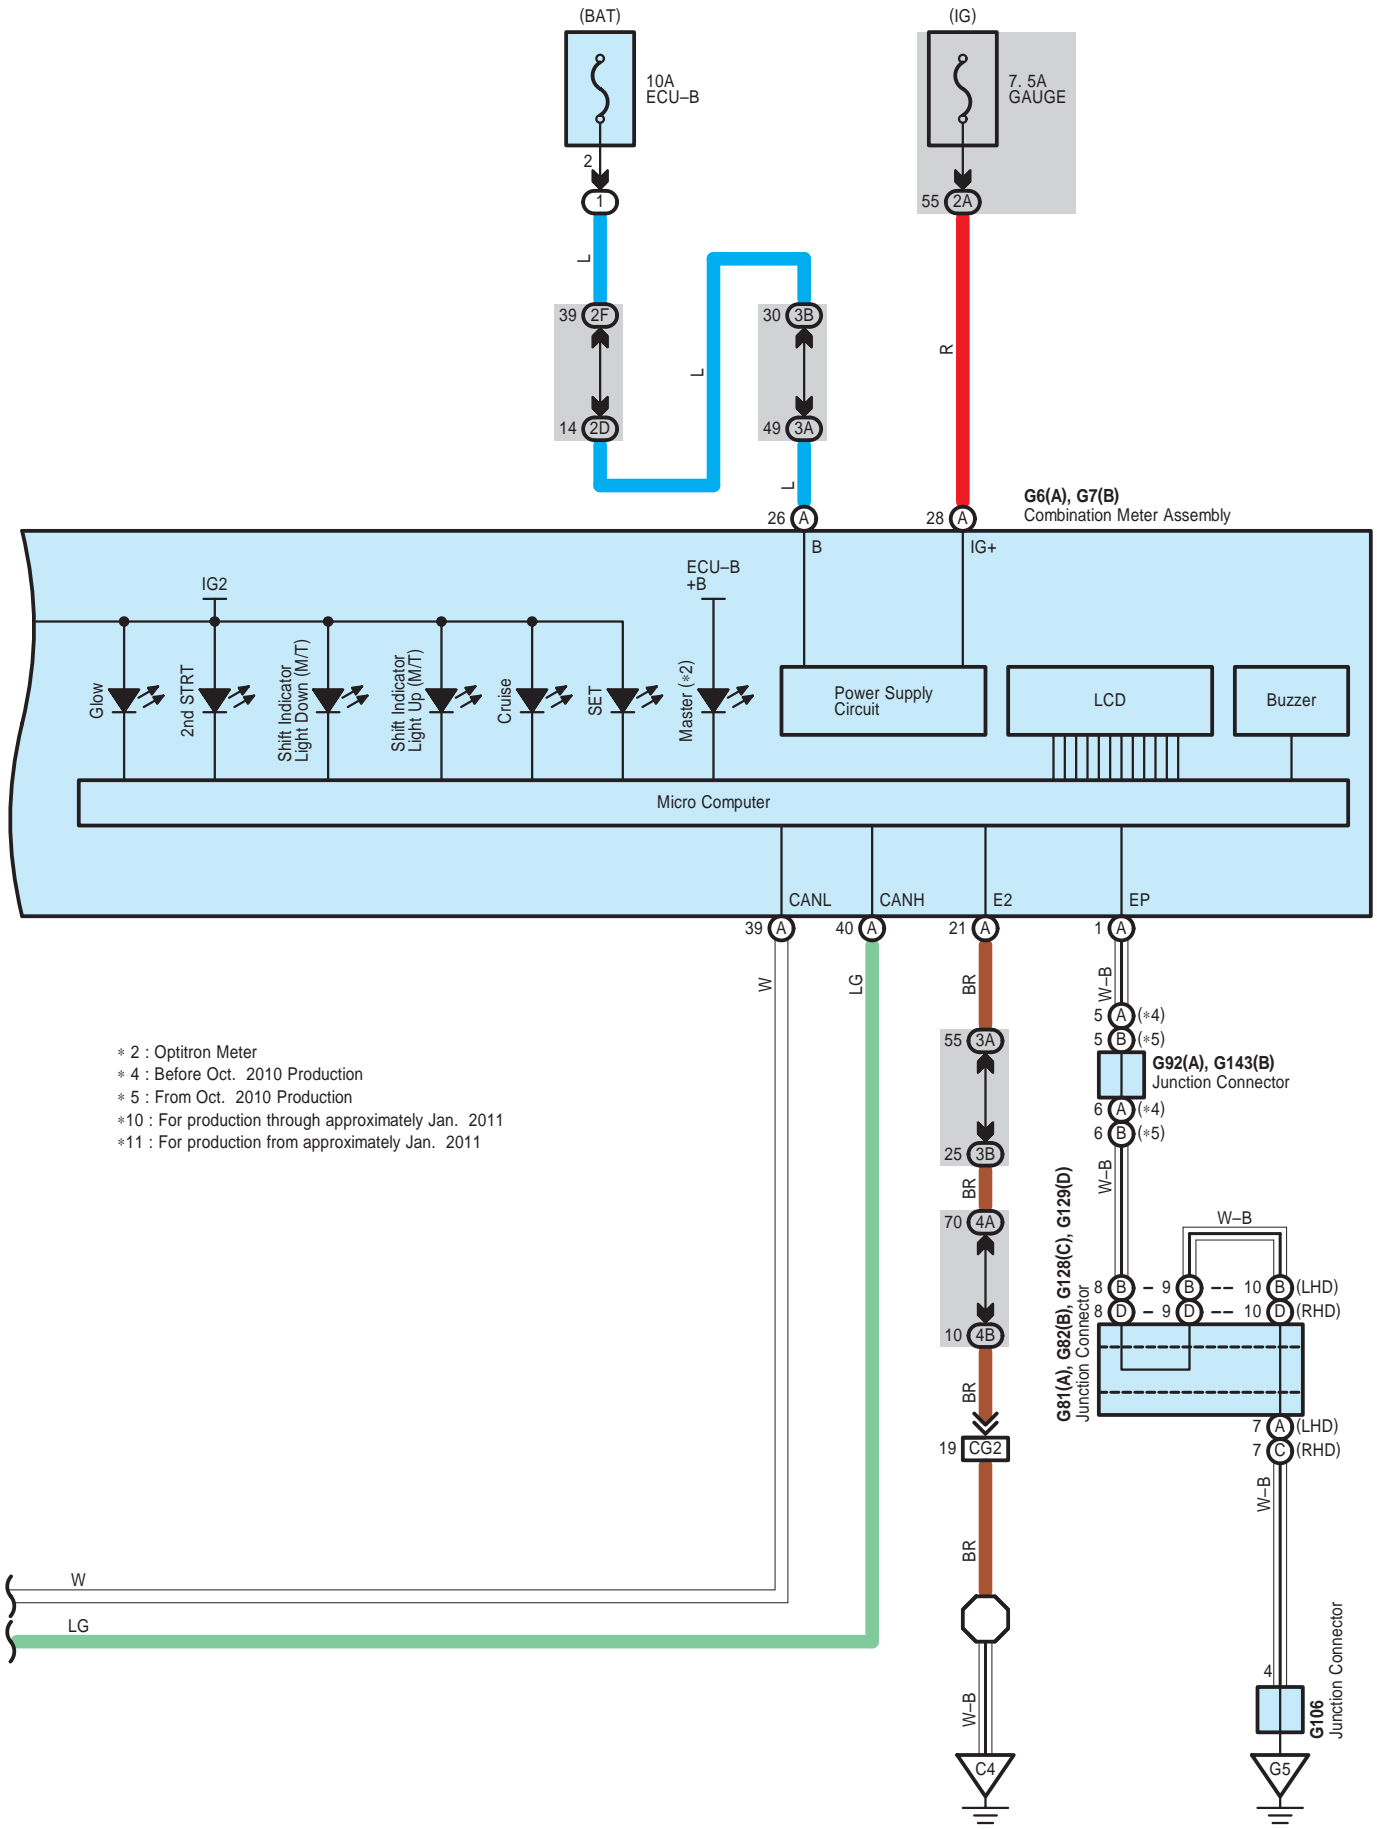 (BAT)
(IG)
10A
ECU–B
7. 5A
GAUGE
2
1
55 2A
L
39 2F
30 3B
L
R
14 2D
49 3A
L
G6(A), G7(B)
Combination Meter Assembly
26 A
28 A
B
IG+
IG2
ECU–B
+B
Glow
2nd STRT
Shift Indicator
Light Down (M/T)
Shift Indicator
Light Up (M/T)
Cruise
SET
Master (*2)
Power Supply
Circuit
LCD
Buzzer
Micro Computer
CANL
CANH
E2
EP
39 A
40 A
21 A
1 A
W
LG
BR
W–B
5 A (*4)
5 B (*5)
55 3A
G92(A), G143(B)
Junction Connector
6 A (*4)
6 B (*5)
* 2 : Optitron Meter
* 4 : Before Oct. 2010 Production
* 5 : From Oct. 2010 Production
*10 : For production through approximately Jan. 2011
*11 : For production from approximately Jan. 2011
25 3B
BR
W–B
70 4A
W–B
G81(A), G82(B), G128(C), G129(D)
Junction Connector
8 B – 9 B – – 10 B (LHD)
8 D – 9 D – – 10 D (RHD)
10 4B
BR
7 A (LHD)
7 C (RHD)
19 CG2
W–B
BR
W
LG
4
G106
Junction Connector
W–B
C4
G5